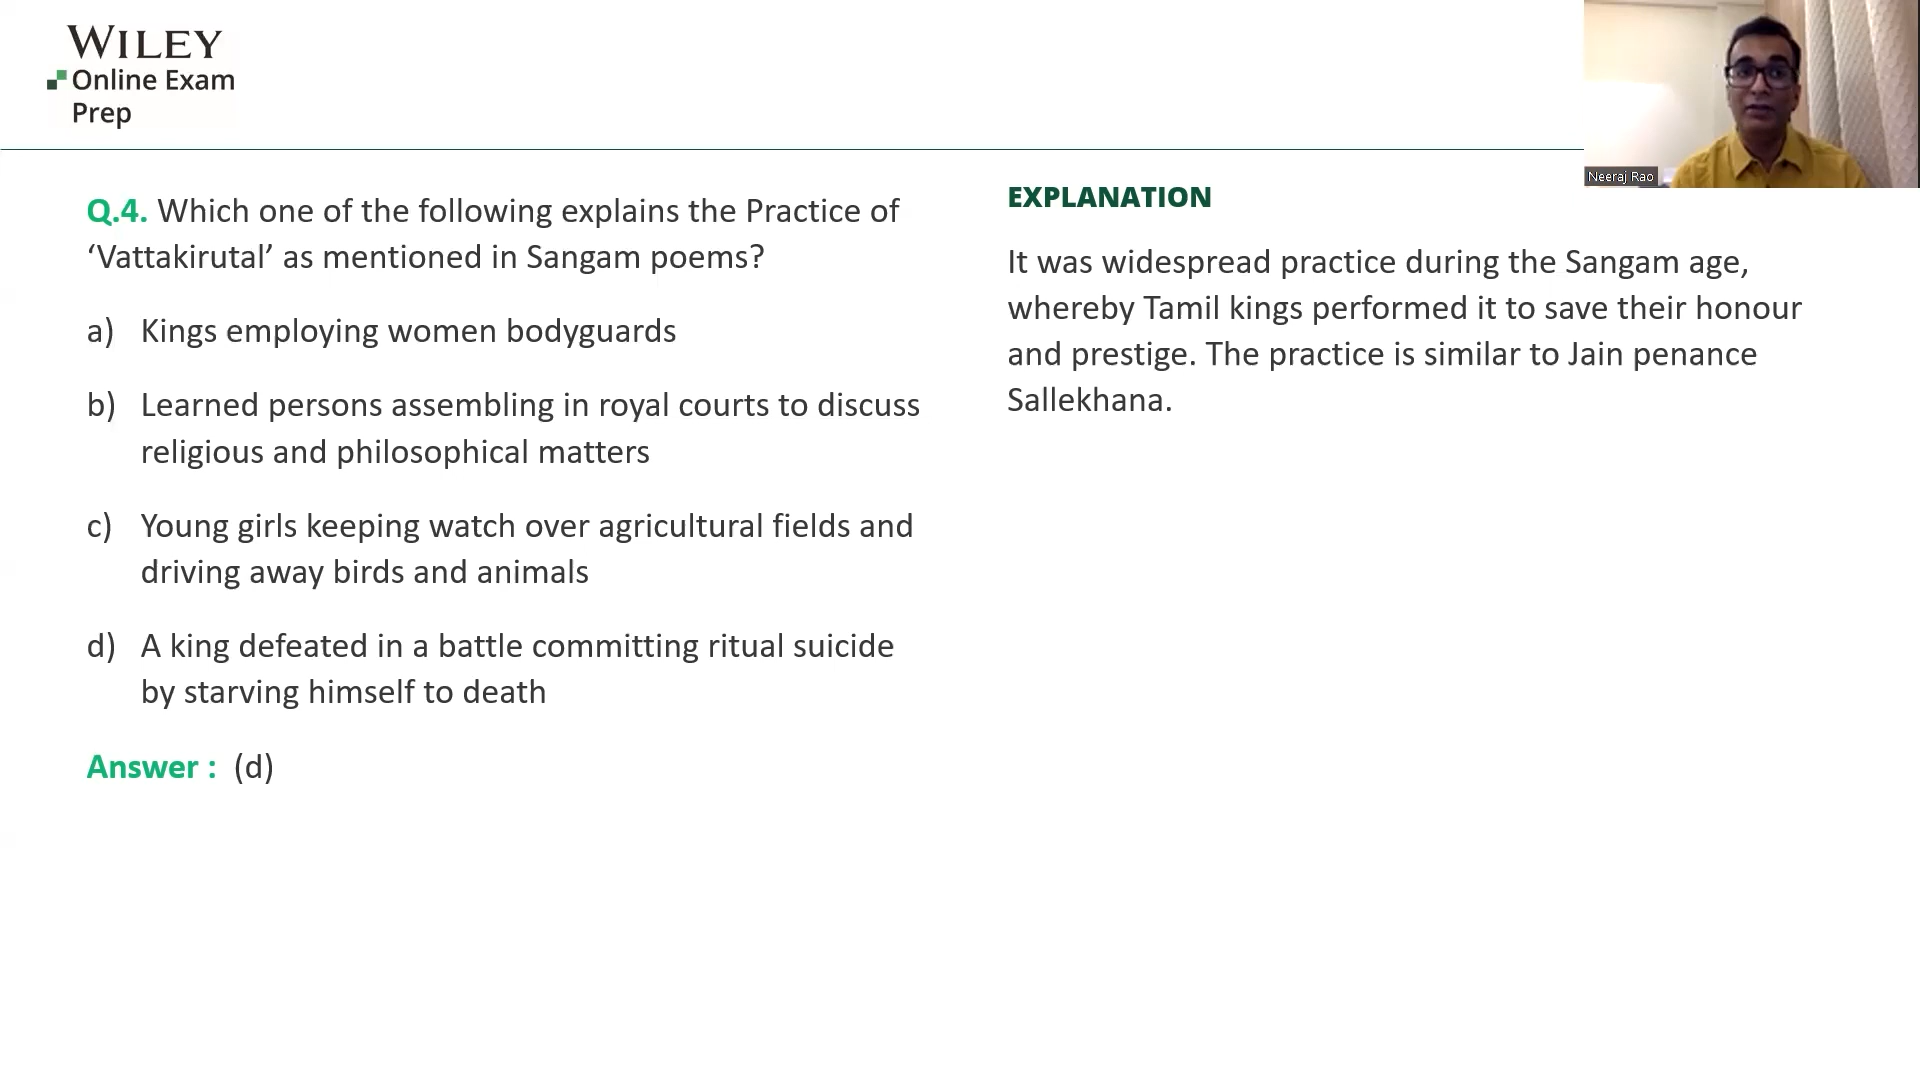 WILEY
Online Exam
Prep
Neeraj Rao
Q.4. Which one of the following explains the Practice of
‘Vattakirutal’ as mentioned in Sangam poems?
a) Kings employing women bodyguards
b) Learned persons assembling in royal courts to discuss
religious and philosophical matters
c) Young girls keeping watch over agricultural fields and
driving away birds and animals
d) A king defeated in a battle committing ritual suicide
by starving himself to death
Answer : (d)
EXPLANATION
It was widespread practice during the Sangam age,
whereby Tamil kings performed it to save their honour
and prestige. The practice is similar to Jain penance
Sallekhana.